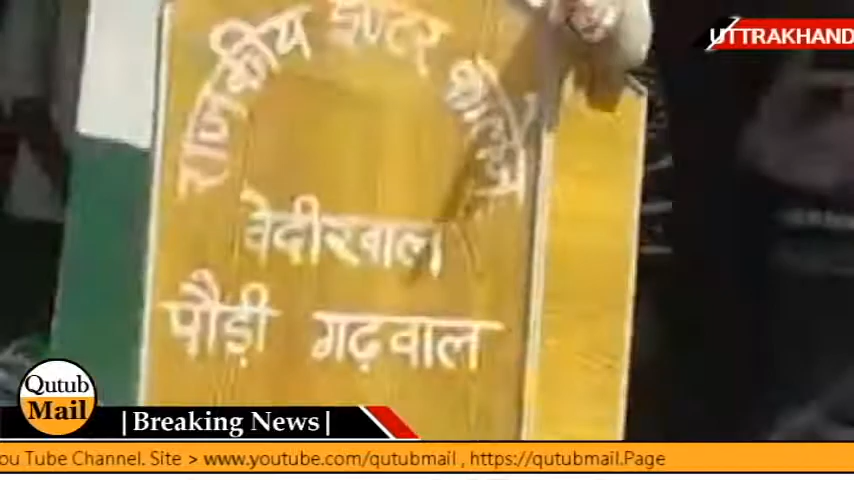 UTTRAKHAND
राजकीय इण्टर कालेज
वेदीखाल
पौड़ी गढ़वाल
Qutub
Mail
|Breaking News|
ou Tube Channel. Site > www.youtube.com/qutubmail , https://qutubmail.Page